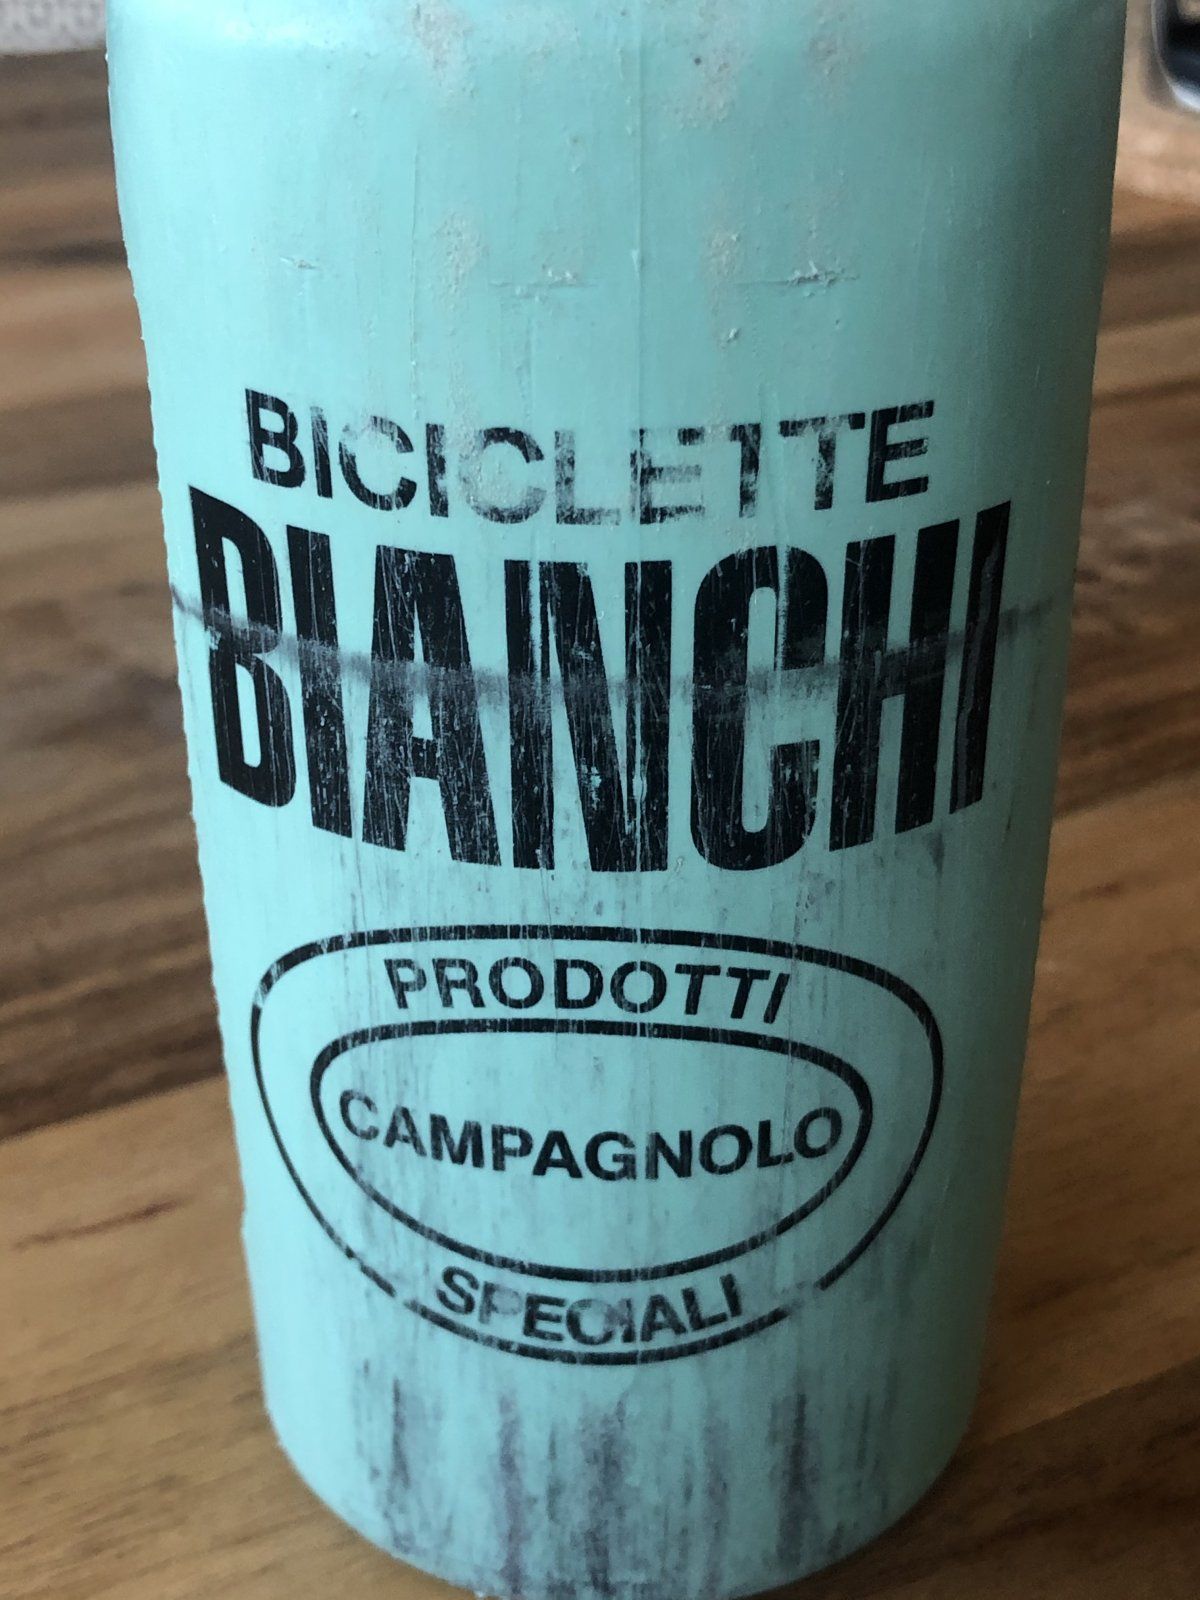 BICICLETTE
BIANCHI
PRODOTTI
CAMPAGNOLO
SPECIALI